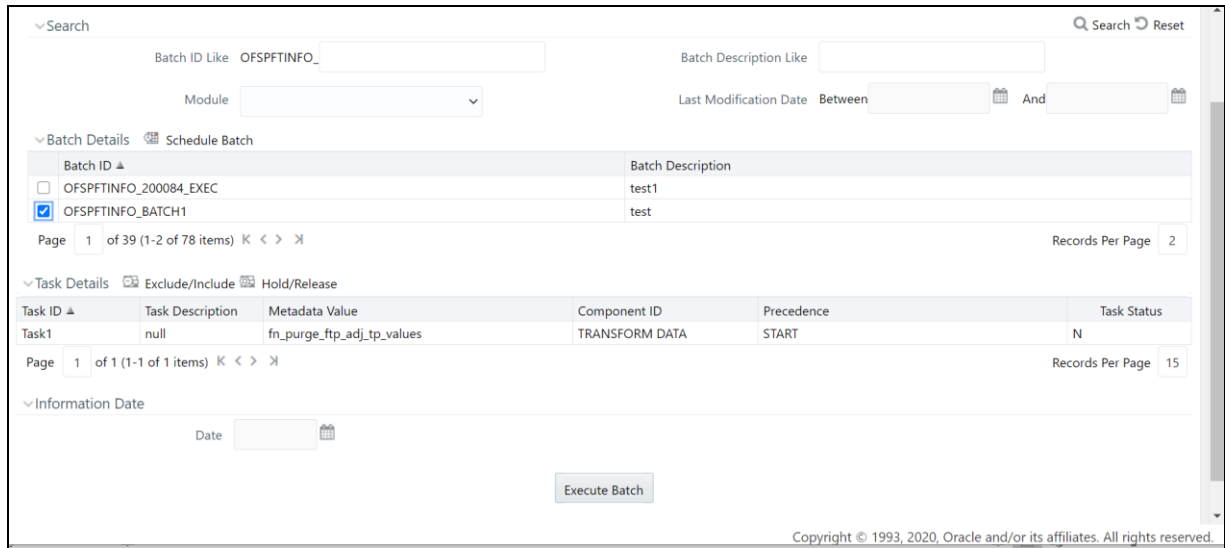 Search Search Reset
Batch ID Like OFSPFTINFO_ Batch Description Like
Module Last Modification Date Between And
Batch Details Schedule Batch
Batch ID Batch Description
OFSPFTINFO_200084_EXEC test1
OFSPFTINFO_BATCH1 test
Page 1 of 39 (1-2 of 78 items) Records Per Page 2
Task Details Exclude/Include Hold/Release
Task ID Task Description Metadata Value Component ID Precedence Task Status
Task1 null fn_purge_ftp_adj_tp_values TRANSFORM DATA START N
Page 1 of 1 (1-1 of 1 items) Records Per Page 15
Information Date
Date
Execute Batch
Copyright © 1993, 2020, Oracle and/or its affiliates. All rights reserved.